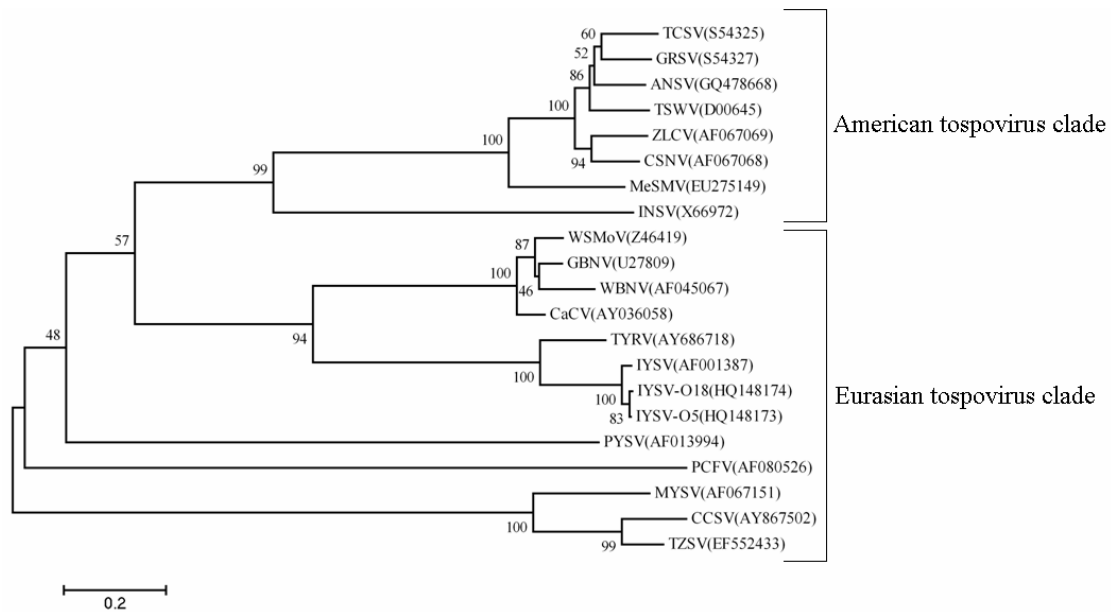 60
TCSV(S54325)
52
GRSV(S54327)
86
ANSV(GQ478668)
100
TSWV(D00645)
American tospovirus clade
100
ZLCV(AF067069)
94
CSNV(AF067068)
99
MeSMV(EU275149)
INSV(X66972)
57
87
WSMoV(Z46419)
100
GBNV(U27809)
46
WBNV(AF045067)
CaCV(AY036058)
48
94
TYRV(AY686718)
100
IYSV(AF001387)
100
IYSV-O18(HQ148174)
Eurasian tospovirus clade
83
IYSV-O5(HQ148173)
PYSV(AF013994)
PCFV(AF080526)
MYSV(AF067151)
100
CCSV(AY867502)
99
TZSV(EF552433)
0.2